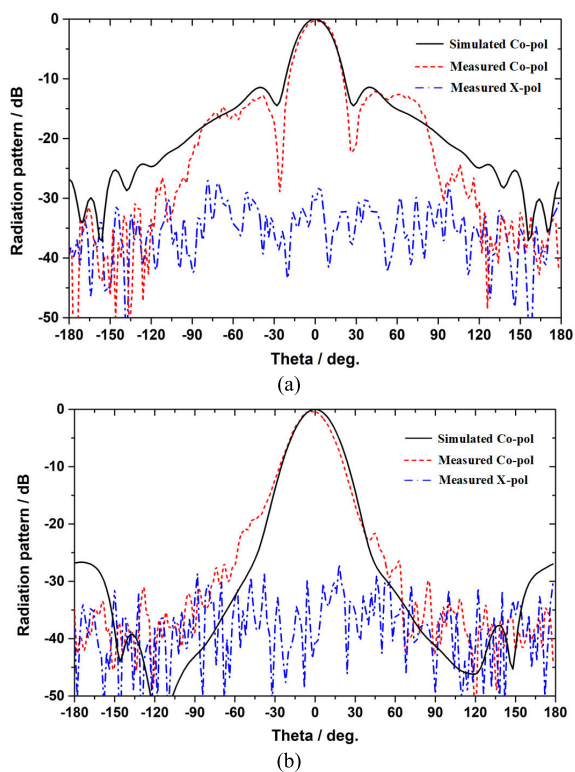 0
-10
-20
-30
-40
-50
Radiation pattern / dB
Simulated Co-pol
Measured Co-pol
Measured X-pol
-180 -150 -120 -90 -60 -30 0 30 60 90 120 150 180
Theta / deg.
(a)
0
-10
-20
-30
-40
-50
Radiation pattern / dB
Simulated Co-pol
Measured Co-pol
Measured X-pol
-180 -150 -120 -90 -60 -30 0 30 60 90 120 150 180
Theta / deg.
(b)